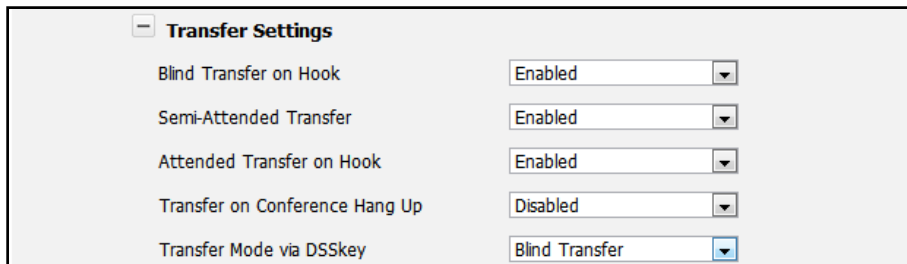 Transfer Settings
Blind Transfer on Hook Enabled
Semi-Attended Transfer Enabled
Attended Transfer on Hook Enabled
Transfer on Conference Hang Up Disabled
Transfer Mode via DSSkey Blind Transfer